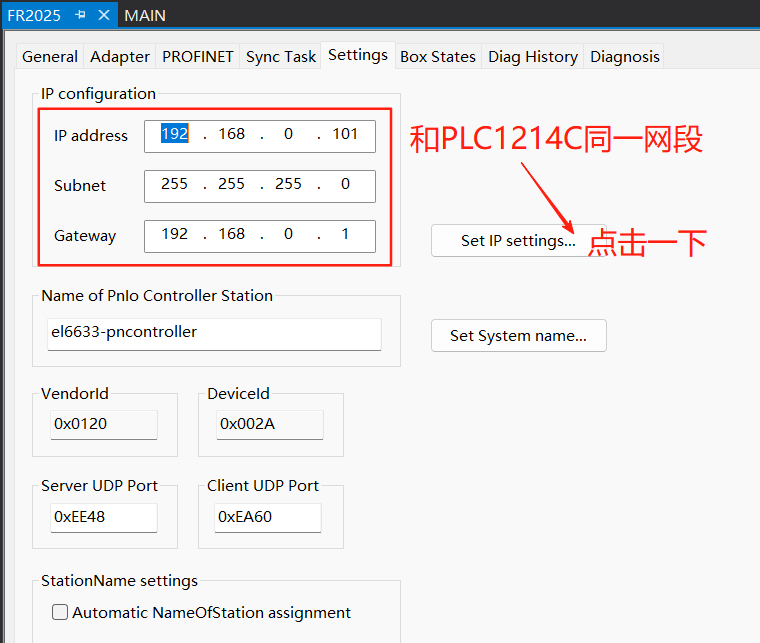 FR2025 MAIN
General Adapter PROFINET Sync Task Settings Box States Diag History Diagnosis
IP configuration
IP address 192 . 168 . 0 . 101
和PLC1214C同一网段
Subnet 255 . 255 . 255 . 0
Gateway 192 . 168 . 0 . 1
Set IP settings...
点击一下
Name of PnIo Controller Station
el6633-pncontroller
Set System name...
VendorId DeviceId
0x0120 0x002A
Server UDP Port Client UDP Port
0xEE48 0xEA60
StationName settings
Automatic NameOfStation assignment